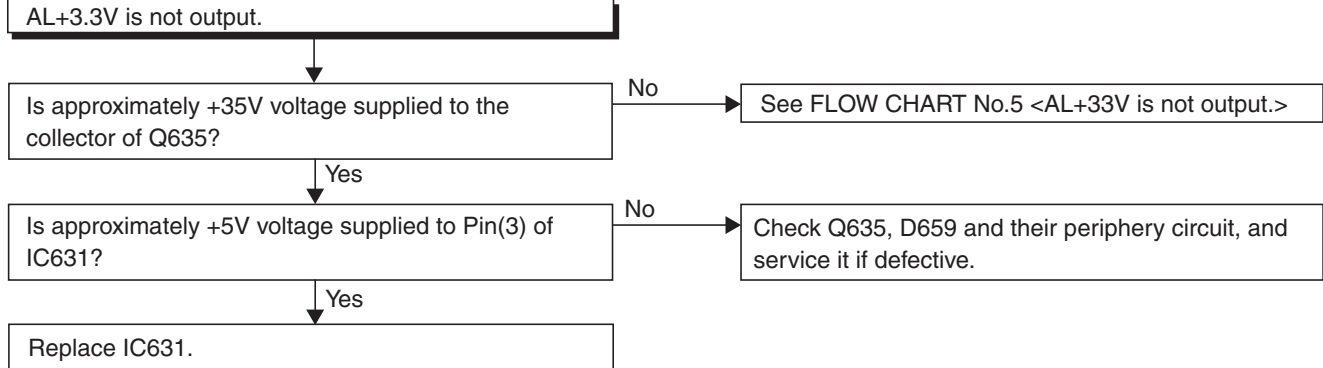 AL+3.3V is not output.
Is approximately +35V voltage supplied to the
collector of Q635?
No
See FLOW CHART No.5 <AL+33V is not output.>
Yes
Is approximately +5V voltage supplied to Pin(3) of
IC631?
No
Check Q635, D659 and their periphery circuit, and
service it if defective.
Yes
Replace IC631.